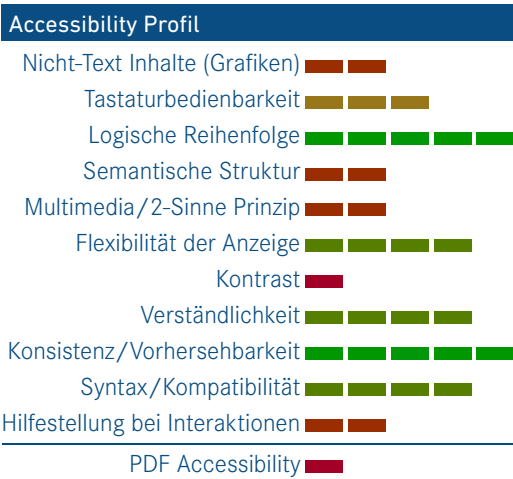 Accessibility Profil
Nicht-Text Inhalte (Grafiken)
Tastaturbedienbarkeit
Logische Reihenfolge
Semantische Struktur
Multimedia/2-Sinne Prinzip
Flexibilität der Anzeige
Kontrast
Verständlichkeit
Konsistenz/Vorhersehbarkeit
Syntax/Kompatibilität
Hilfestellung bei Interaktionen
PDF Accessibility